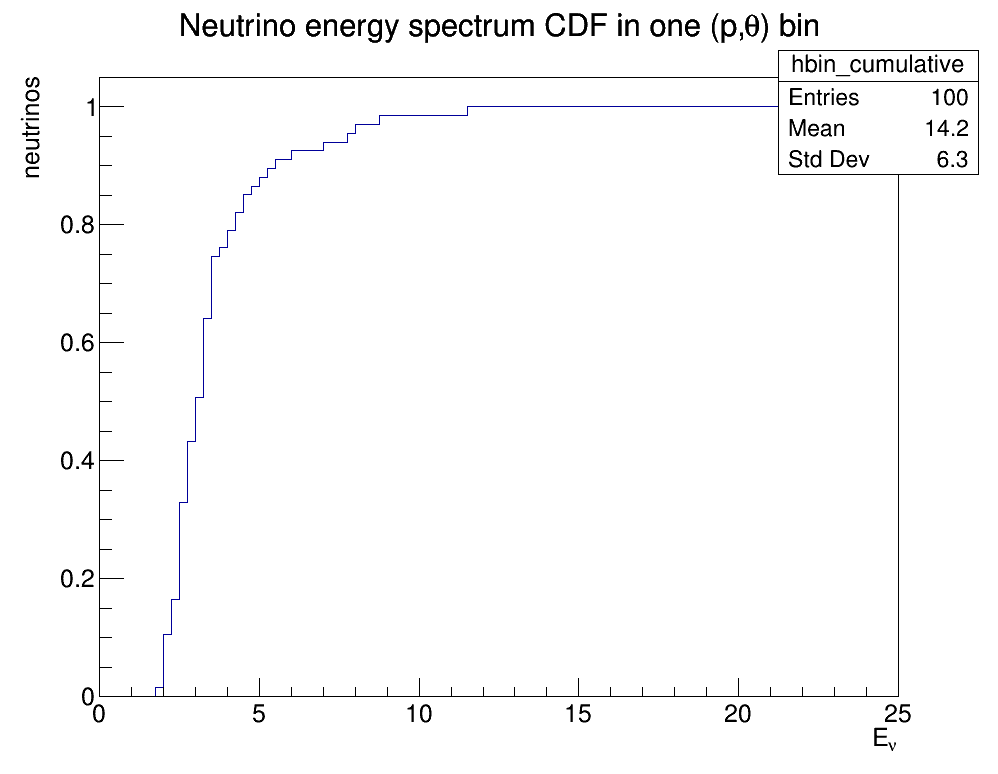 Neutrino energy spectrum CDF in one (p,θ) bin
hbin_cumulative
Entries 100
Mean 14.2
Std Dev 6.3
neutrinos
1
0.8
0.6
0.4
0.2
0
0 5 10 15 20 25
Eν